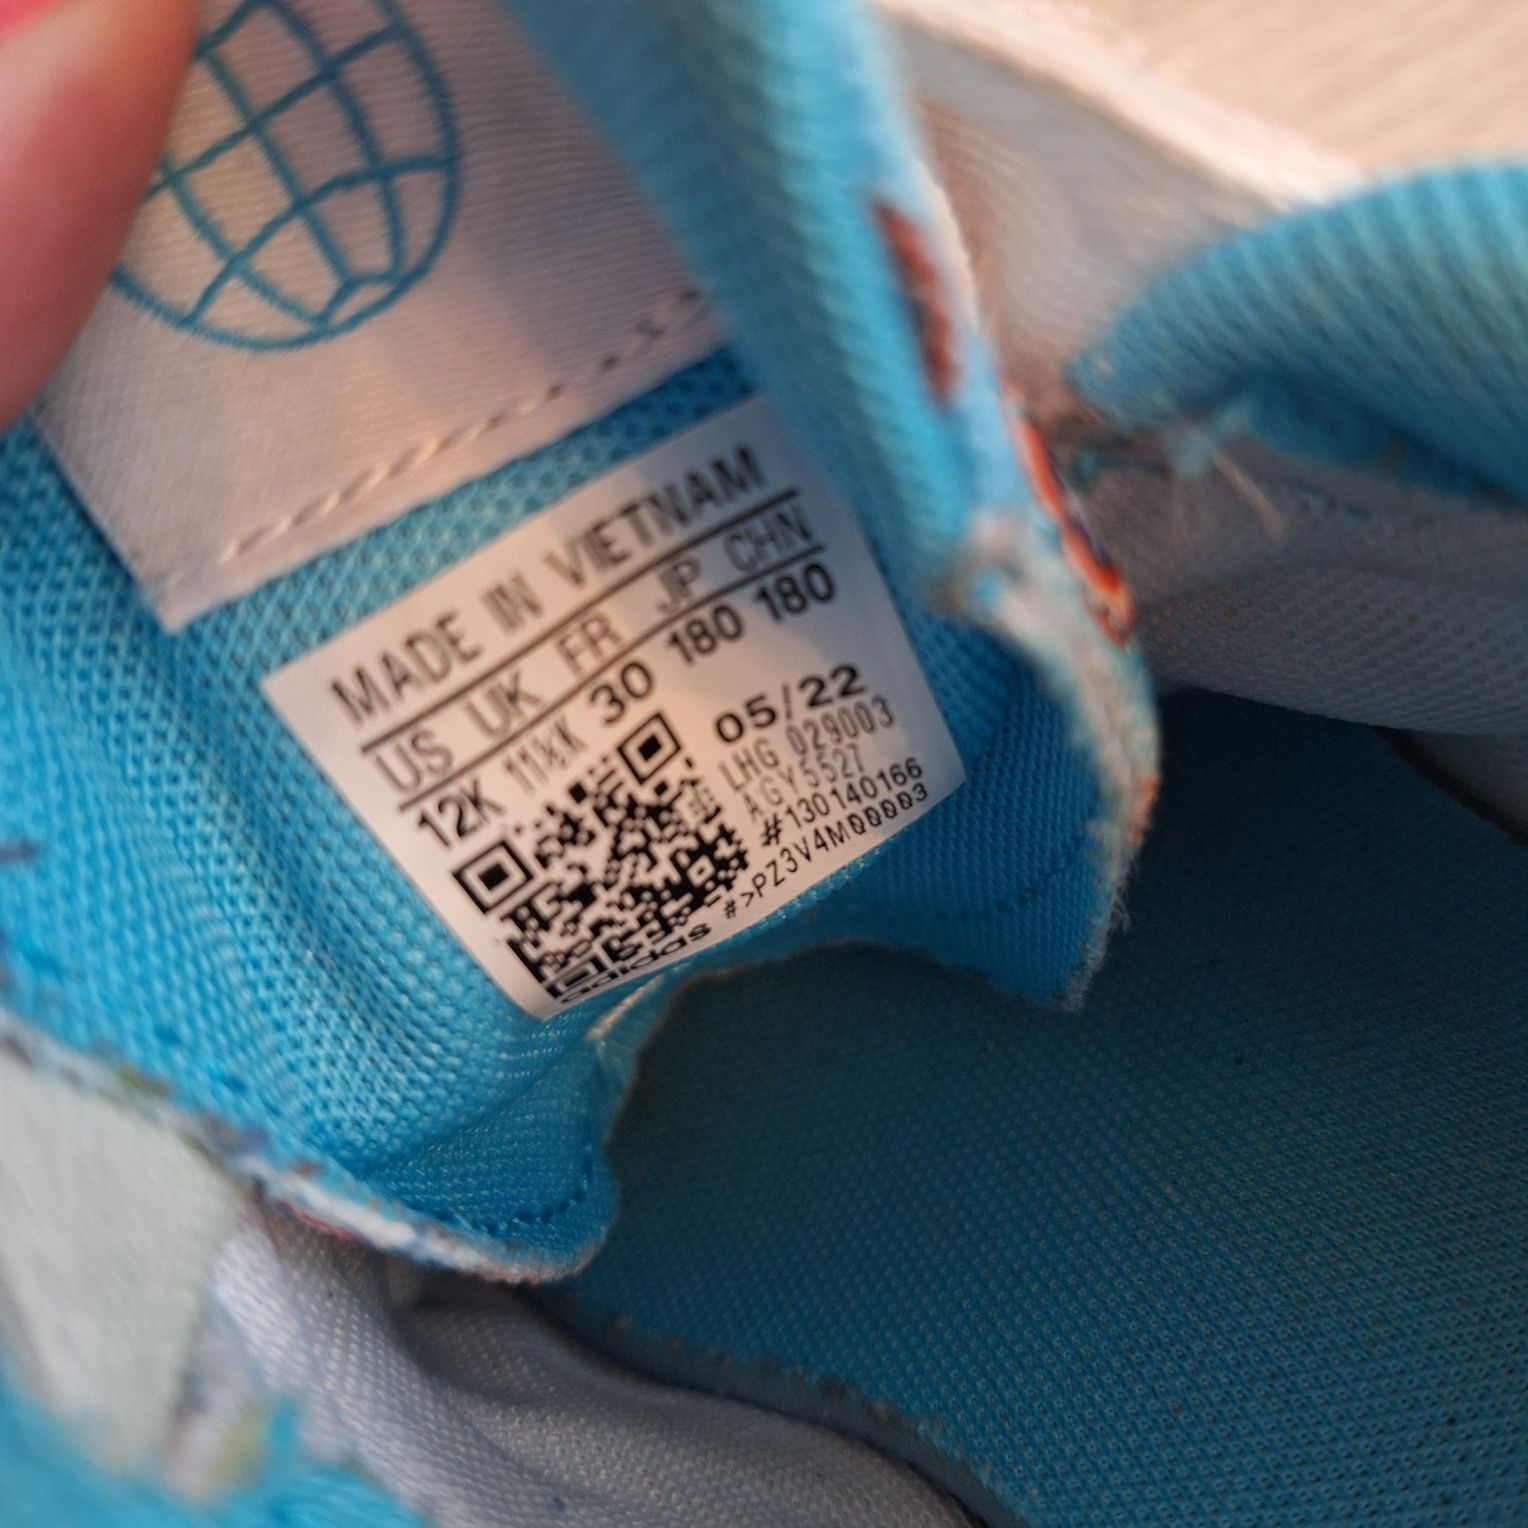 MADE IN VIETNAM
US UK FR JP CHN
12K 11½K 30 180 180
05/22
LHG 029003
AGY5527
#130140166
#>PZ3V4M00003
adidas